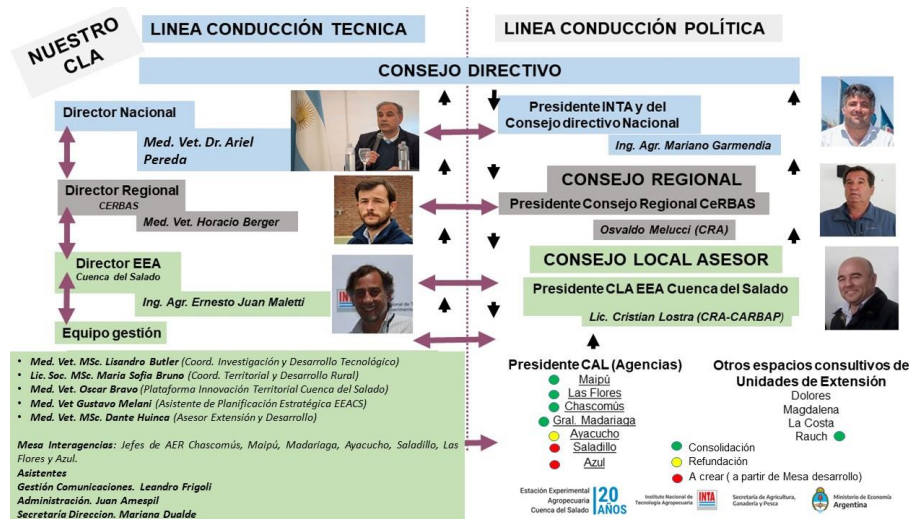 NUESTRO
CLA
LINEA CONDUCCIÓN TECNICA
LINEA CONDUCCIÓN POLÍTICA
CONSEJO DIRECTIVO
Director Nacional
Med. Vet. Dr. Ariel
Pereda
Presidente INTA y del
Consejo directivo Nacional
Ing. Agr. Mariano Garmendia
Director Regional
CERBAS
Med. Vet. Horacio Berger
CONSEJO REGIONAL
Presidente Consejo Regional CeRBAS
Osvaldo Melucci (CRA)
Director EEA
Cuenca del Salado
Ing. Agr. Ernesto Juan Maletti
INTA
CONSEJO LOCAL ASESOR
Presidente CLA EEA Cuenca del Salado
Lic. Cristian Lostra (CRA-CARBAP)
Equipo gestión
• Med. Vet. MSc. Lisandro Butler (Coord. Investigación y Desarrollo Tecnológico)
• Lic. Soc. MSc. Maria Sofia Bruno (Coord. Territorial y Desarrollo Rural)
• Med. Vet. Oscar Bravo (Plataforma Innovación Territorial Cuenca del Salado)
• Med. Vet Gustavo Melani (Asistente de Planificación Estratégica EEACS)
• Med. Vet. MSc. Dante Huinca (Asesor Extensión y Desarrollo)
Mesa Interagencias: Jefes de AER Chascomús, Maipú, Madariaga, Ayacucho, Saladillo, Las
Flores y Azul.
Asistentes
Gestión Comunicaciones. Leandro Frigoli
Administración. Juan Amespil
Secretaría Direccion. Mariana Dualde
Presidente CAL (Agencias)
Maipú
Las Flores
Chascomús
Gral. Madariaga
Ayacucho
Saladillo
Azul
Otros espacios consultivos de
Unidades de Extensión
Dolores
Magdalena
La Costa
Rauch
Consolidación
Refundación
A crear ( a partir de Mesa desarrollo)
Estación Experimental
Agropecuaria
Cuenca del Salado
20
AÑOS
Instituto Nacional de
Tecnología Agropecuaria
INTA
Secretaría de Agricultura,
Ganadería y Pesca
Ministerio de Economía
Argentina